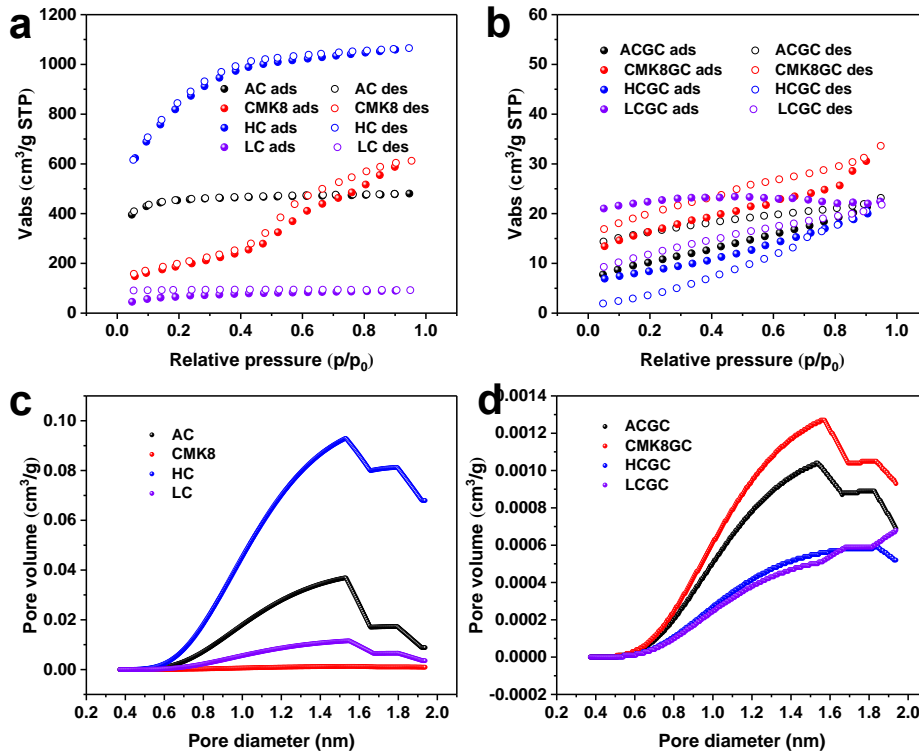 a
1200
1000
800
600
400
200
0
0.0 0.2 0.4 0.6 0.8 1.0
Vabs (cm³/g STP)
Relative pressure (p/p₀)
AC ads AC des
CMK8 ads CMK8 des
HC ads HC des
LC ads LC des
b
60
50
40
30
20
10
0
0.0 0.2 0.4 0.6 0.8 1.0
Vabs (cm³/g STP)
Relative pressure (p/p₀)
ACGC ads ACGC des
CMK8GC ads CMK8GC des
HCGC ads HCGC des
LCGC ads LCGC des
c
0.10
0.08
0.06
0.04
0.02
0.00
0.2 0.4 0.6 0.8 1.0 1.2 1.4 1.6 1.8 2.0
Pore volume (cm³/g)
Pore diameter (nm)
AC
CMK8
HC
LC
d
0.0014
0.0012
0.0010
0.0008
0.0006
0.0004
0.0002
0.0000
-0.0002
0.2 0.4 0.6 0.8 1.0 1.2 1.4 1.6 1.8 2.0
Pore volume (cm³/g)
Pore diameter (nm)
ACGC
CMK8GC
HCGC
LCGC